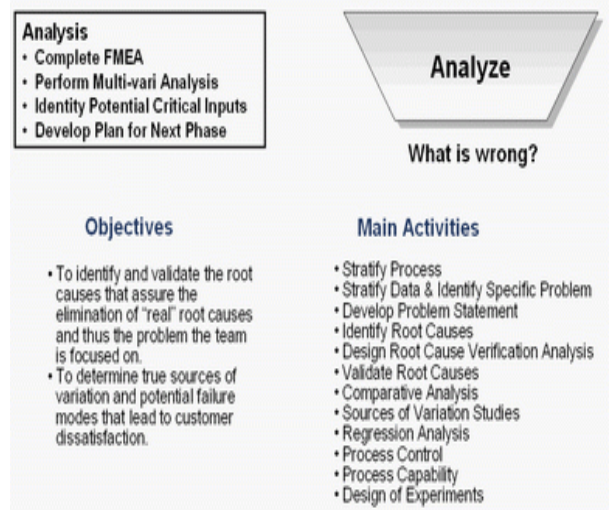 Analysis
• Complete FMEA
• Perform Multi-vari Analysis
• Identity Potential Critical Inputs
• Develop Plan for Next Phase
Analyze
What is wrong?
Objectives
• To identify and validate the root
causes that assure the
elimination of "real" root causes
and thus the problem the team
is focused on.
• To determine true sources of
variation and potential failure
modes that lead to customer
dissatisfaction.
Main Activities
• Stratify Process
• Stratify Data & Identify Specific Problem
• Develop Problem Statement
• Identify Root Causes
• Design Root Cause Verification Analysis
• Validate Root Causes
• Comparative Analysis
• Sources of Variation Studies
• Regression Analysis
• Process Control
• Process Capability
• Design of Experiments